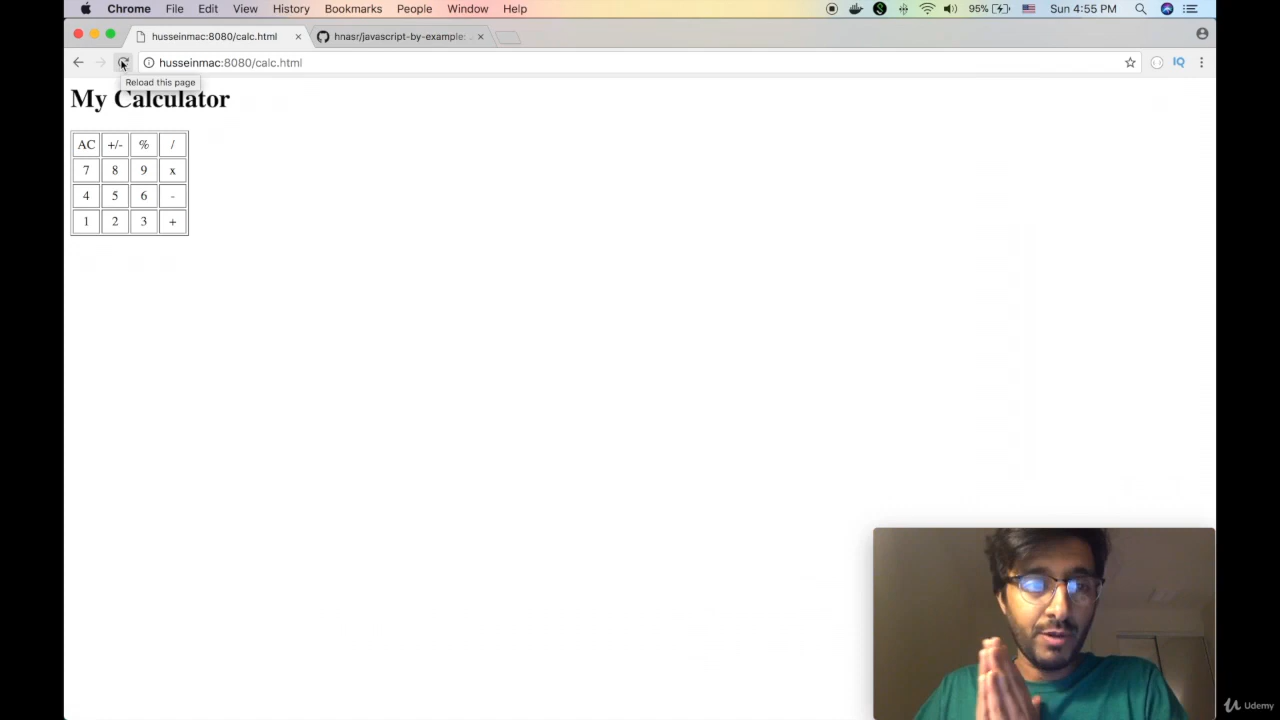 Chrome File Edit View History Bookmarks People Window Help 95% Sun 4:55 PM
husseinmac:8080/calc.html hnasr/javascript-by-example:
husseinmac:8080/calc.html IQ
Reload this page
My Calculator
AC +/- % /
7 8 9 x
4 5 6 -
1 2 3 +
Udemy